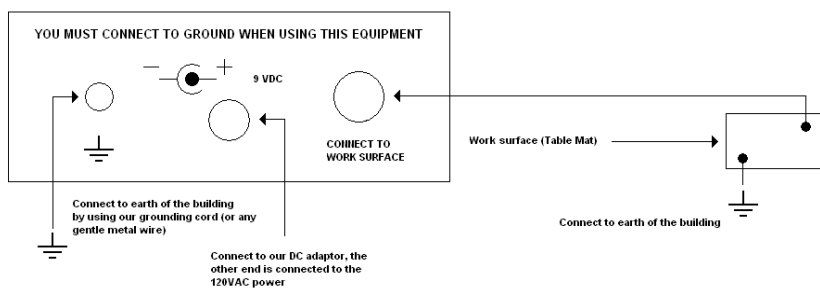 YOU MUST CONNECT TO GROUND WHEN USING THIS EQUIPMENT
− +
9 VDC
CONNECT TO
WORK SURFACE
Work surface (Table Mat)
Connect to earth of the building
by using our grounding cord (or any
gentle metal wire)
Connect to our DC adaptor, the
other end is connected to the
120VAC power
Connect to earth of the building